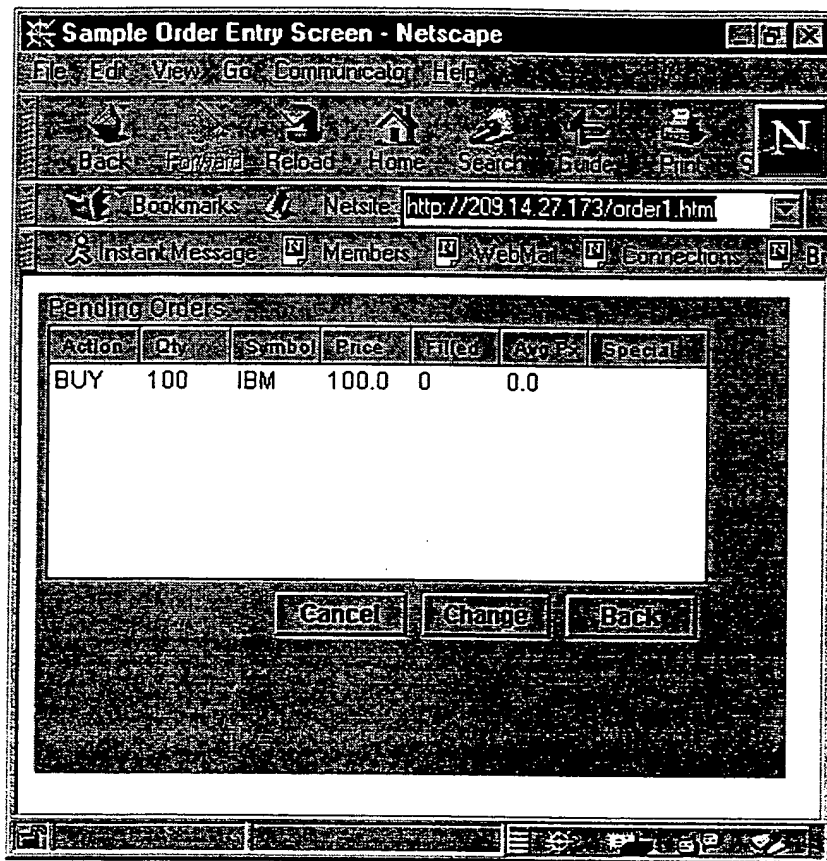 Sample Order Entry Screen - Netscape
File Edit View Go Communicator Help
Back Forward Reload Home Search Guide Print S N
Bookmarks Netsite: http://209.14.27.173/order1.htm
Instant Message Members WebMail Connections Br
Pending Orders
Action Qty Symbol Price Filled Avg Px Special
BUY 100 IBM 100.0 0 0.0
Cancel Change Back